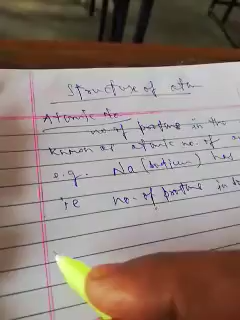 Structure of atom
Atomic no
no. of protons in the
known as atomic no. of
e.g. Na (sodium) has
ie no. of protons in